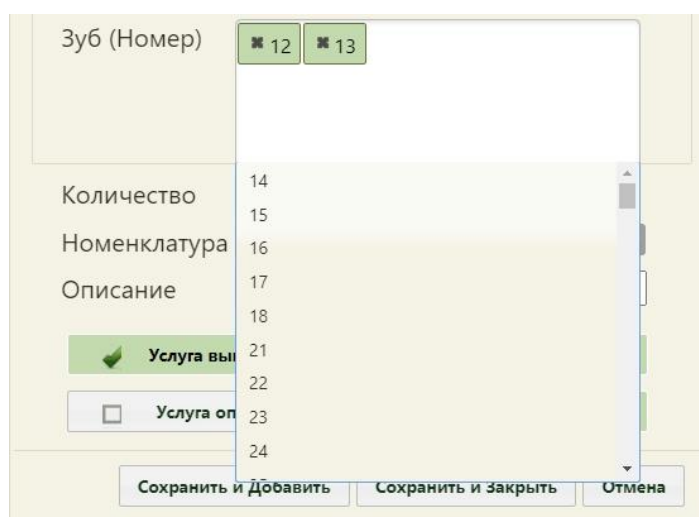 Зуб (Номер)
12
13
14
Количество
15
Номенклатура
16
Описание
17
18
Услуга вы
21
22
Услуга оп
23
24
Сохранить и Добавить
Сохранить и Закрыть
Отмена